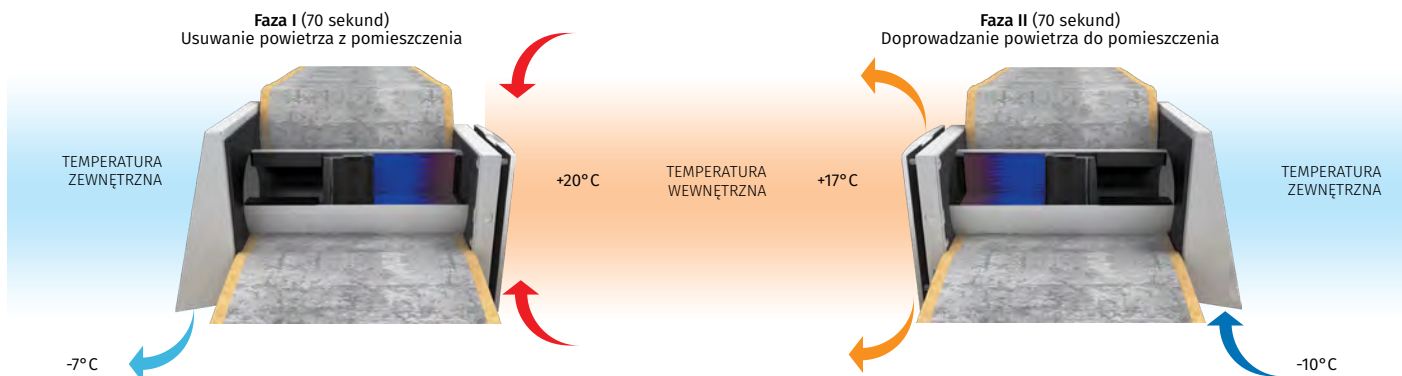 Faza I (70 sekund)
Usuwanie powietrza z pomieszczenia
TEMPERATURA
ZEWNĘTRZNA
+20°C
-7°C
TEMPERATURA
WEWNĘTRZNA
Faza II (70 sekund)
Doprowadzanie powietrza do pomieszczenia
+17°C
TEMPERATURA
ZEWNĘTRZNA
-10°C